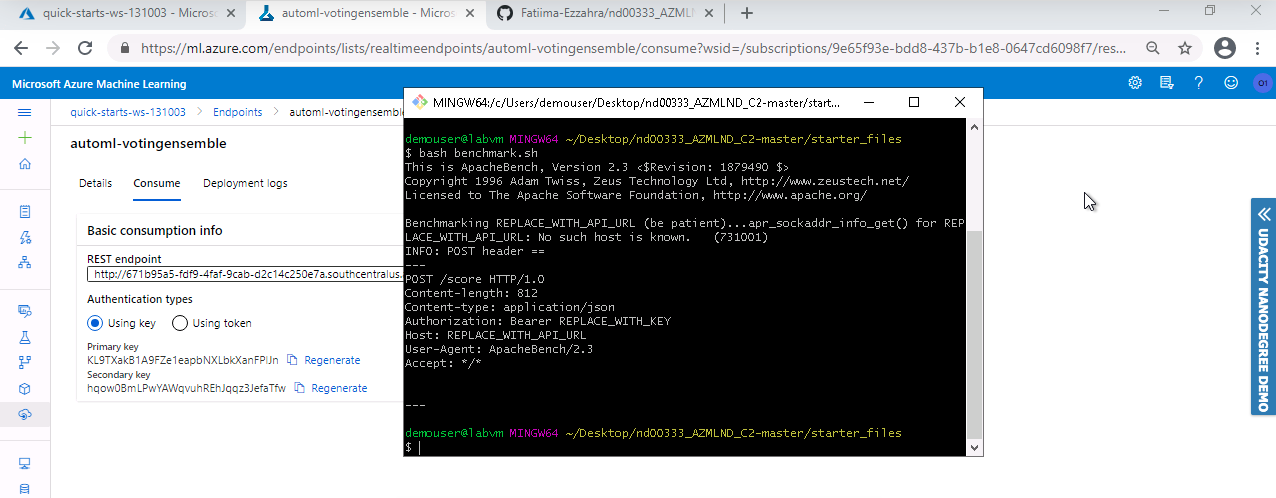 quick-starts-ws-131003 - Microso
automl-votingensemble - Microso
Fatiima-Ezzahra/nd00333_AZMLN
https://ml.azure.com/endpoints/lists/realtimeendpoints/automl-votingensemble/consume?wsid=/subscriptions/9e65f93e-bdd8-437b-b1e8-0647cd6098f7/res...
Microsoft Azure Machine Learning
01
quick-starts-ws-131003 > Endpoints > automl-votingensemble
automl-votingensemble
Details Consume Deployment logs
Basic consumption info
REST endpoint
http://671b95a5-fdf9-4faf-9cab-d2c14c250e7a.southcentralus.
Authentication types
Using key Using token
Primary key
KL9TXakB1A9FZe1eapbNXLbkXanFPlJn Regenerate
Secondary key
hqow0BmLPwYAWqvuhREhJqqz3JefaTfw Regenerate
MINGW64:/c/Users/demouser/Desktop/nd00333_AZMLND_C2-master/start...
demouser@labvm MINGW64 ~/Desktop/nd00333_AZMLND_C2-master/starter_files
$ bash benchmark.sh
This is ApacheBench, Version 2.3 <$Revision: 1879490 $>
Copyright 1996 Adam Twiss, Zeus Technology Ltd, http://www.zeustech.net/
Licensed to The Apache Software Foundation, http://www.apache.org/
Benchmarking REPLACE_WITH_API_URL (be patient)...apr_sockaddr_info_get() for REP
LACE_WITH_API_URL: No such host is known.   (731001)
INFO: POST header ==
---
POST /score HTTP/1.0
Content-length: 812
Content-type: application/json
Authorization: Bearer REPLACE_WITH_KEY
Host: REPLACE_WITH_API_URL
User-Agent: ApacheBench/2.3
Accept: */*
---
demouser@labvm MINGW64 ~/Desktop/nd00333_AZMLND_C2-master/starter_files
$
UDACITY NANODEGREE DEMO